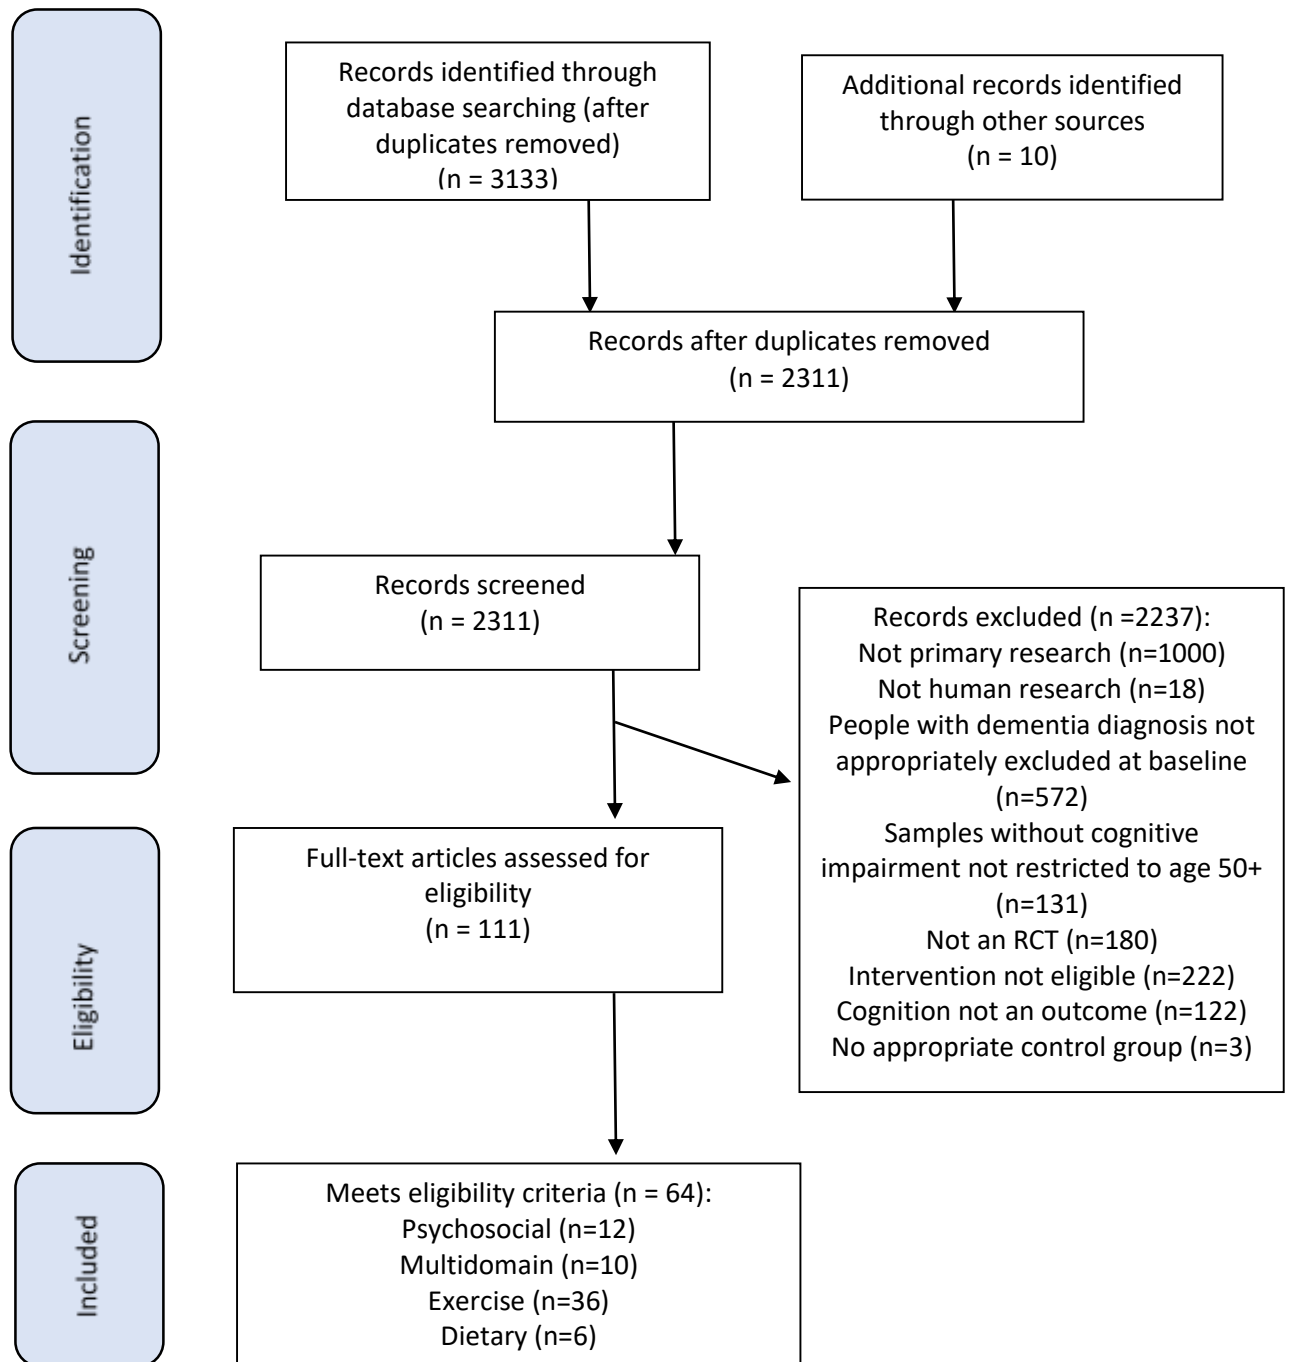 Identification
Records identified through
database searching (after
duplicates removed)
(n = 3133)
Additional records identified
through other sources
(n = 10)
Records after duplicates removed
(n = 2311)
Screening
Records screened
(n = 2311)
Records excluded (n =2237):
Not primary research (n=1000)
Not human research (n=18)
People with dementia diagnosis not
appropriately excluded at baseline
(n=572)
Samples without cognitive
impairment not restricted to age 50+
(n=131)
Not an RCT (n=180)
Intervention not eligible (n=222)
Cognition not an outcome (n=122)
No appropriate control group (n=3)
Eligibility
Full-text articles assessed for
eligibility
(n = 111)
Included
Meets eligibility criteria (n = 64):
Psychosocial (n=12)
Multidomain (n=10)
Exercise (n=36)
Dietary (n=6)